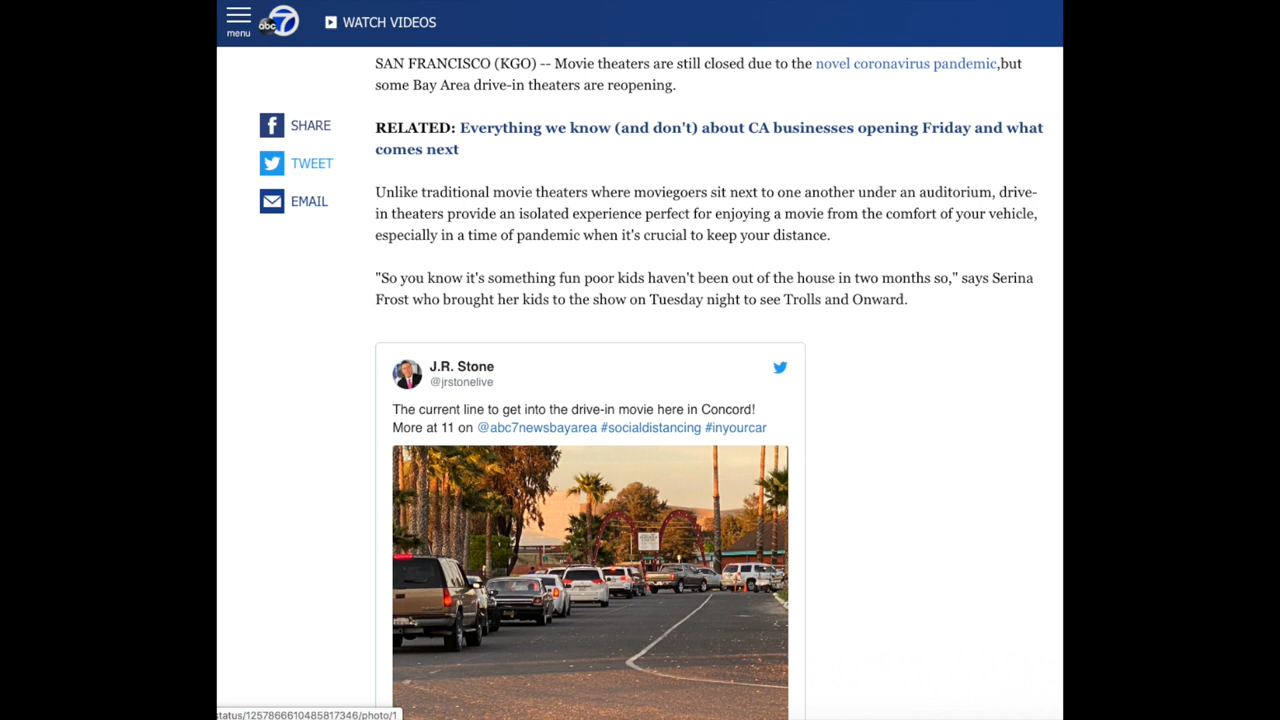 menu
abc 7
WATCH VIDEOS
SAN FRANCISCO (KGO) -- Movie theaters are still closed due to the novel coronavirus pandemic,but
some Bay Area drive-in theaters are reopening.
SHARE
TWEET
EMAIL
RELATED: Everything we know (and don't) about CA businesses opening Friday and what
comes next
Unlike traditional movie theaters where moviegoers sit next to one another under an auditorium, drive-
in theaters provide an isolated experience perfect for enjoying a movie from the comfort of your vehicle,
especially in a time of pandemic when it's crucial to keep your distance.
"So you know it's something fun poor kids haven't been out of the house in two months so," says Serina
Frost who brought her kids to the show on Tuesday night to see Trolls and Onward.
J.R. Stone
@jrstonelive
The current line to get into the drive-in movie here in Concord!
More at 11 on @abc7newsbayarea #socialdistancing #inyourcar
status/1257866610485817346/photo/1